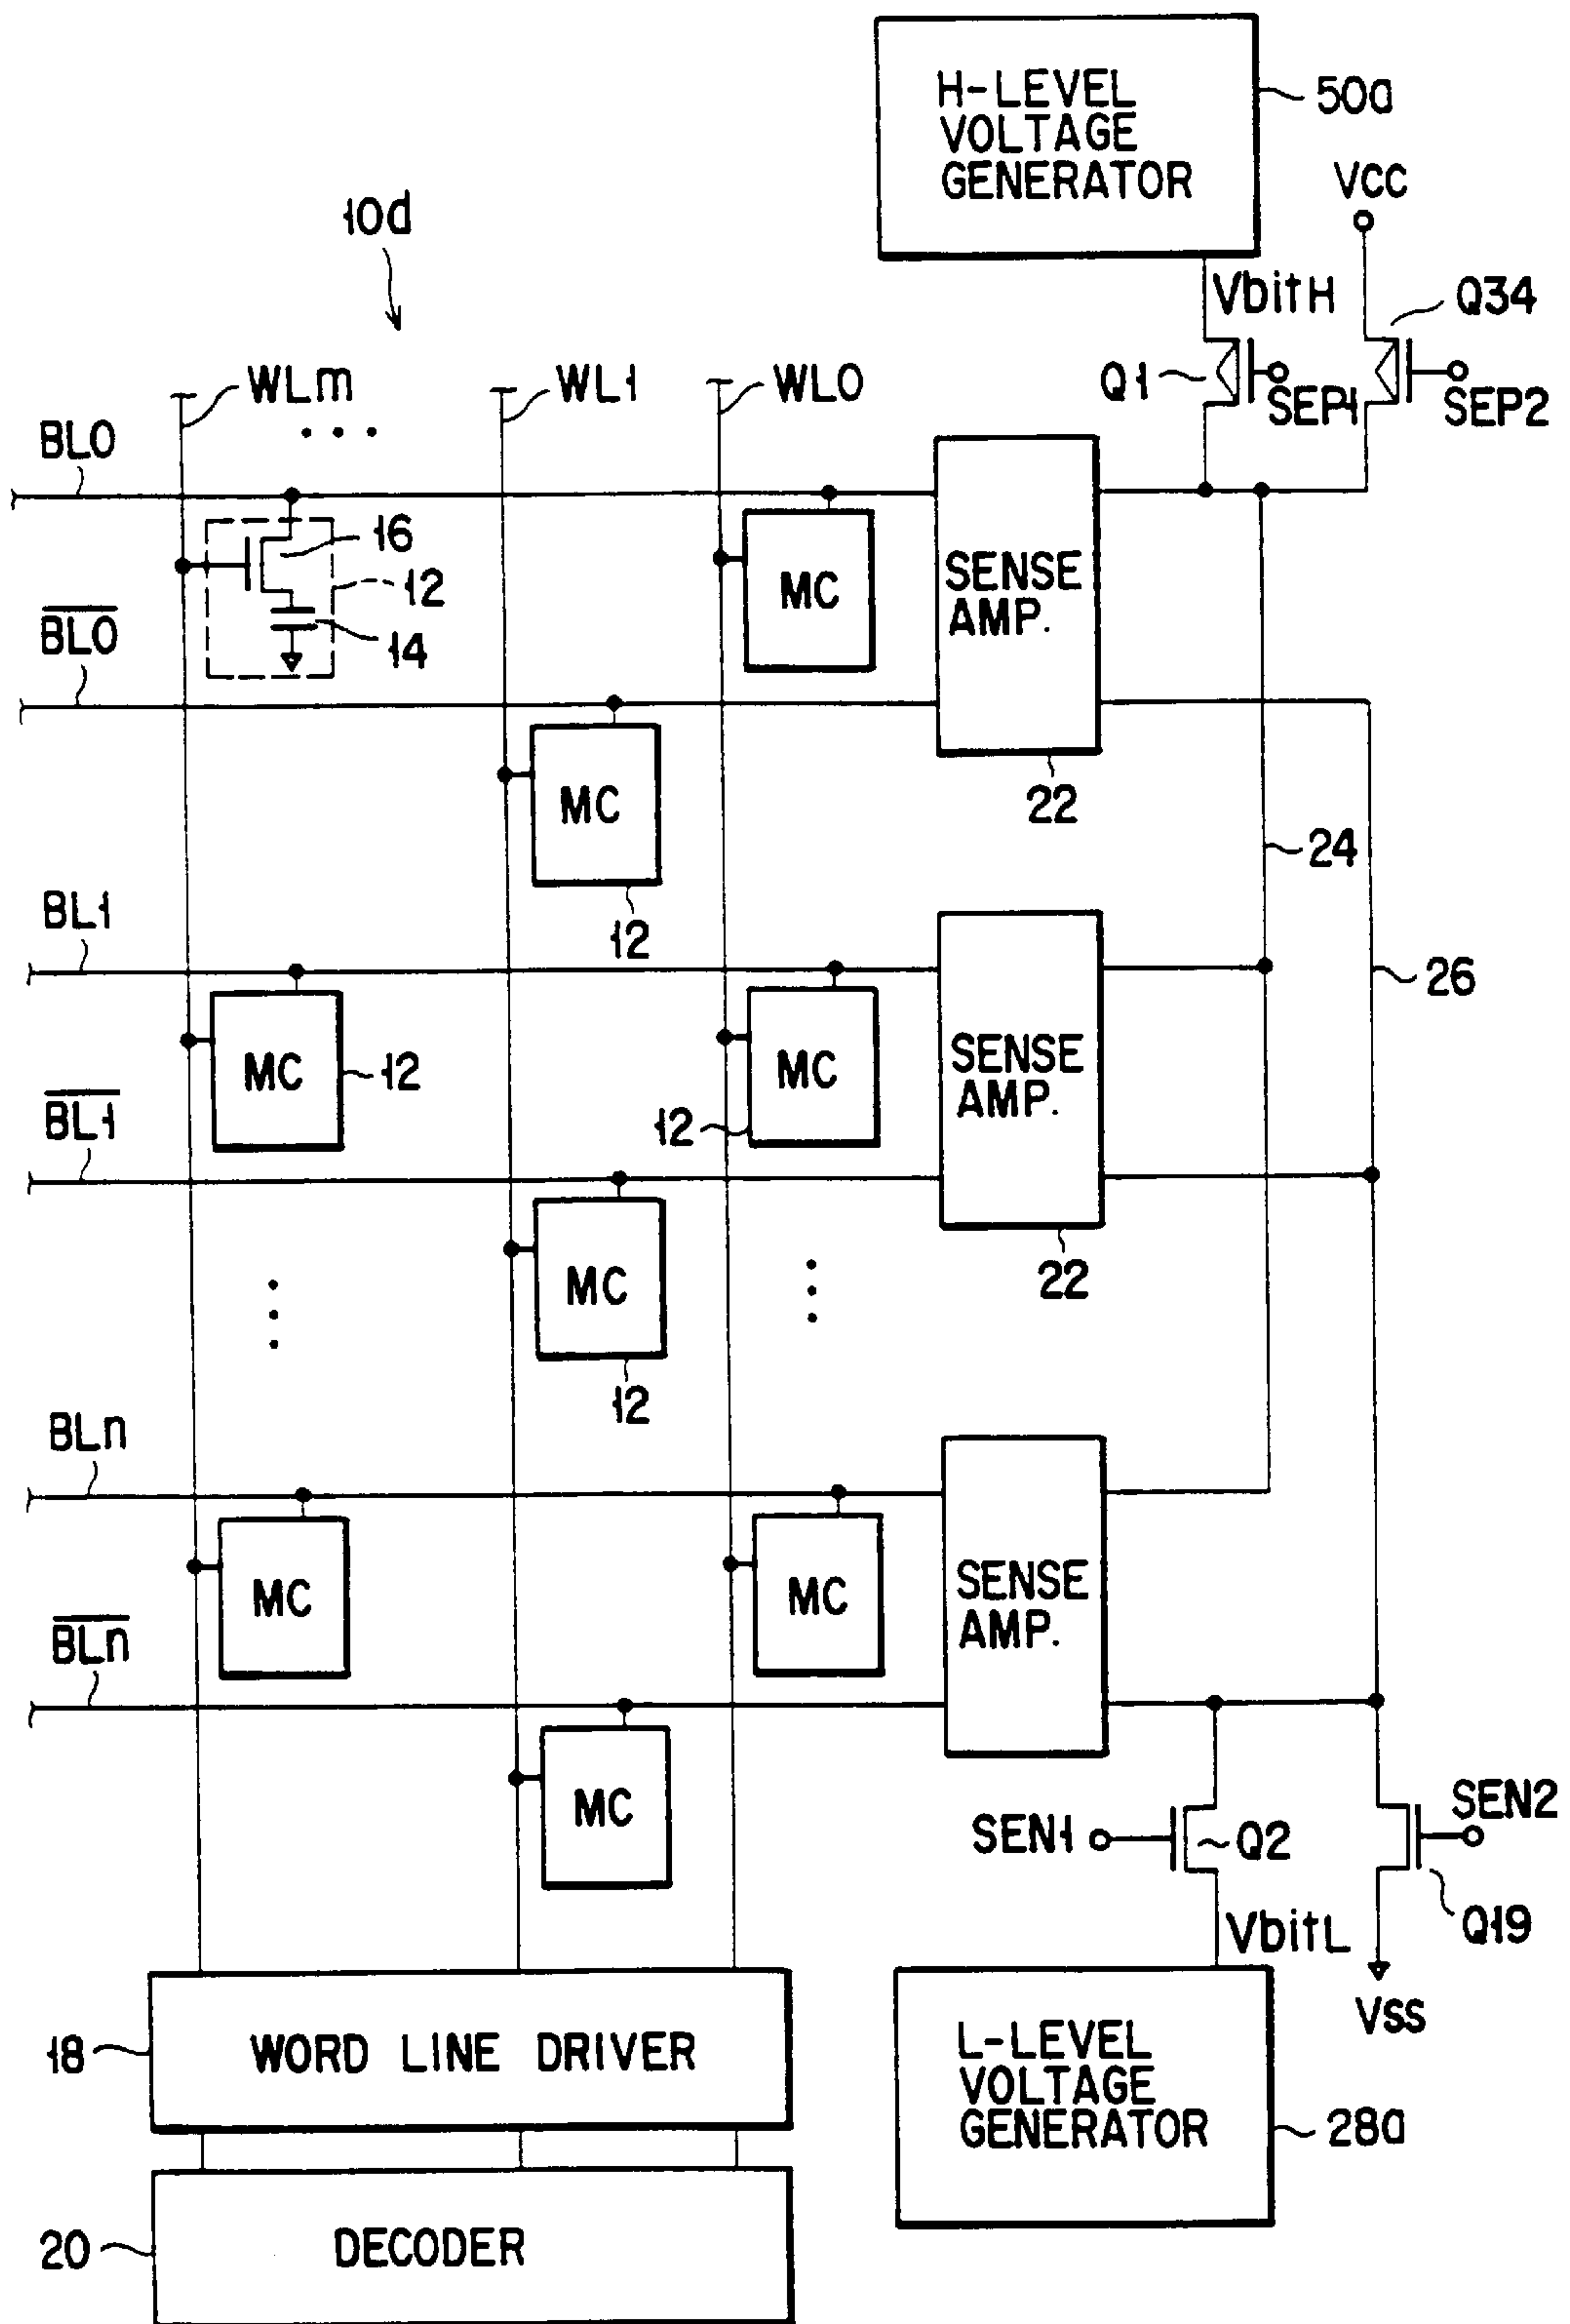 H-LEVEL
VOLTAGE
GENERATOR
50a
VCC
10d
VbitH
Q34
Q1
SEP1
SEP2
WLm
WL1
WL0
. . .
BL0
16
12
14
MC
SENSE
AMP.
B̅L̅0̅
MC
22
24
12
BL1
26
MC
12
MC
SENSE
AMP.
12
B̅L̅1̅
MC
22
12
BLn
MC
MC
SENSE
AMP.
B̅L̅n̅
MC
SEN1
Q2
SEN2
Q19
VbitL
VSS
18
WORD LINE DRIVER
L-LEVEL
VOLTAGE
GENERATOR
28a
20
DECODER